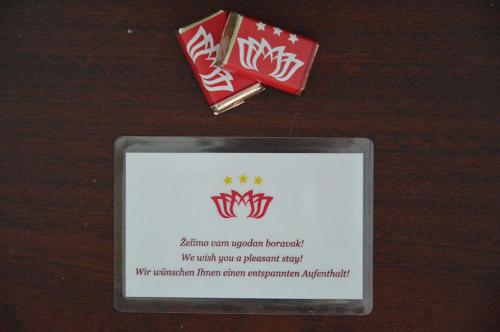 Želimo vam ugodan boravak!
We wish you a pleasant stay!
Wir wünschen Ihnen einen entspannten Aufenthalt!